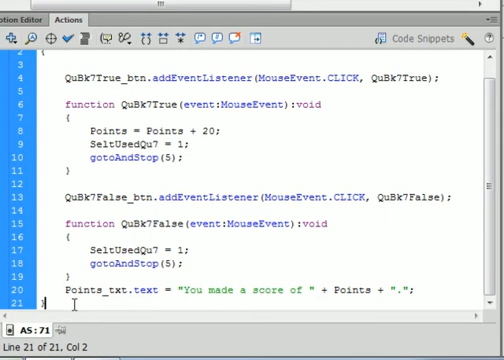 otion Editor Actions
Code Snippets
2 {
3
4 QuBk7True_btn.addEventListener(MouseEvent.CLICK, QuBk7True);
5
6 function QuBk7True(event:MouseEvent):void
7 {
8 Points = Points + 20;
9 SeltUsedQu7 = 1;
10 gotoAndStop(5);
11 }
12
13 QuBk7False_btn.addEventListener(MouseEvent.CLICK, QuBk7False);
14
15 function QuBk7False(event:MouseEvent):void
16 {
17 SeltUsedQu7 = 1;
18 gotoAndStop(5);
19 }
20 Points_txt.text = "You made a score of " + Points + ".";
21 }
AS:71
Line 21 of 21, Col 2